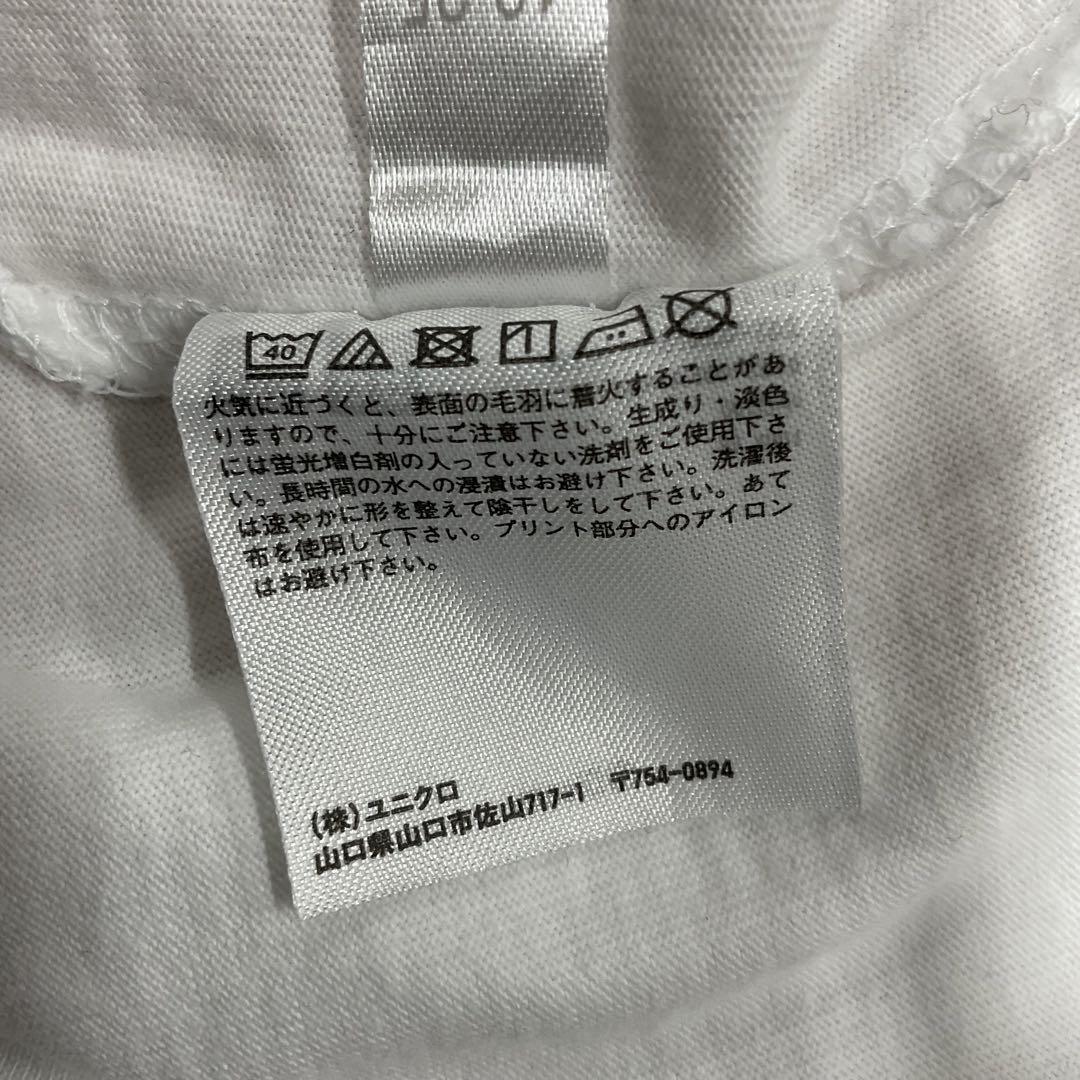 40
火気に近づくと、表面の毛羽に着火することがあ
りますので、十分にご注意下さい。生成り・淡色
には蛍光増白剤の入っていない洗剤をご使用下さ
い。長時間の水への浸漬はお避け下さい。洗濯後
は速やかに形を整えて陰干しをして下さい。あて
布を使用して下さい。プリント部分へのアイロン
はお避け下さい。
(株)ユニクロ
山口県山口市佐山717-1 〒754-0894